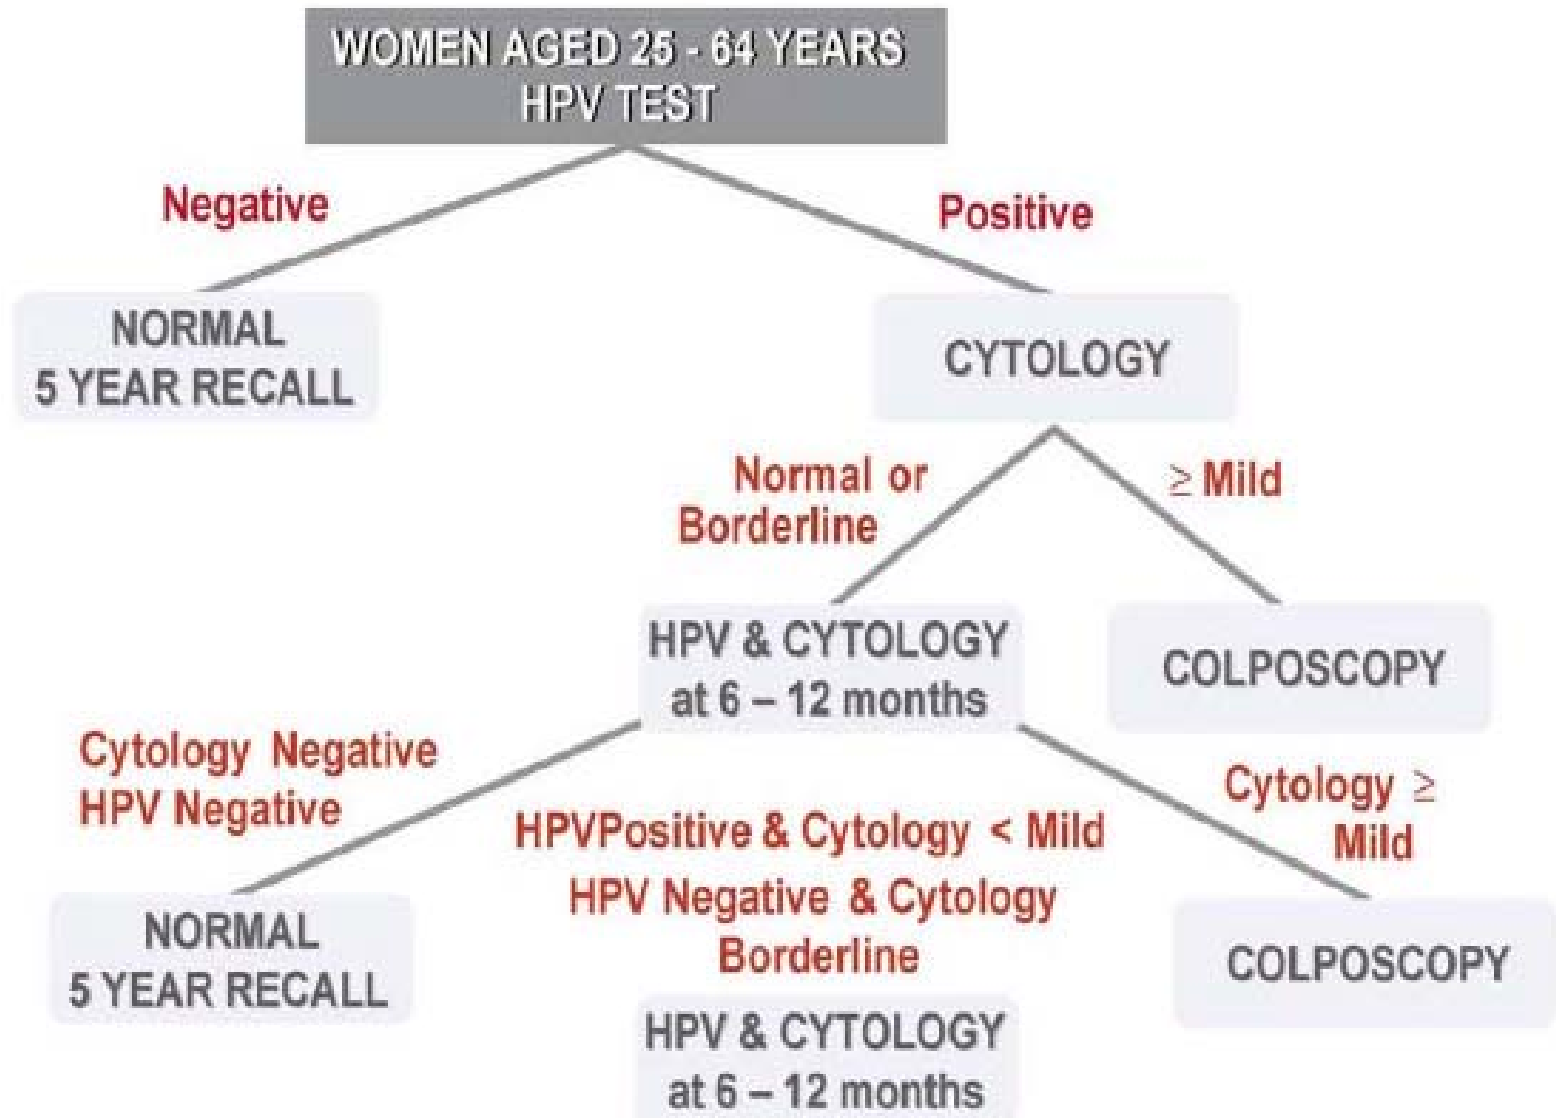 WOMEN AGED 25 - 64 YEARS
HPV TEST
Negative
Positive
NORMAL
5 YEAR RECALL
CYTOLOGY
Normal or
Borderline
≥ Mild
HPV & CYTOLOGY
at 6 – 12 months
COLPOSCOPY
Cytology Negative
HPV Negative
HPVPositive & Cytology < Mild
HPV Negative & Cytology
Borderline
Cytology ≥
Mild
NORMAL
5 YEAR RECALL
HPV & CYTOLOGY
at 6 – 12 months
COLPOSCOPY